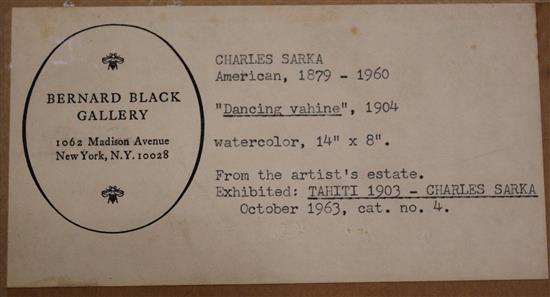 BERNARD BLACK
GALLERY
1062 Madison Avenue
New York, N.Y. 10028
CHARLES SARKA
American, 1879 - 1960
"Dancing vahine", 1904
watercolor, 14" x 8".
From the artist's estate.
Exhibited: TAHITI 1903 - CHARLES SARKA
October 1963, cat. no. 4.